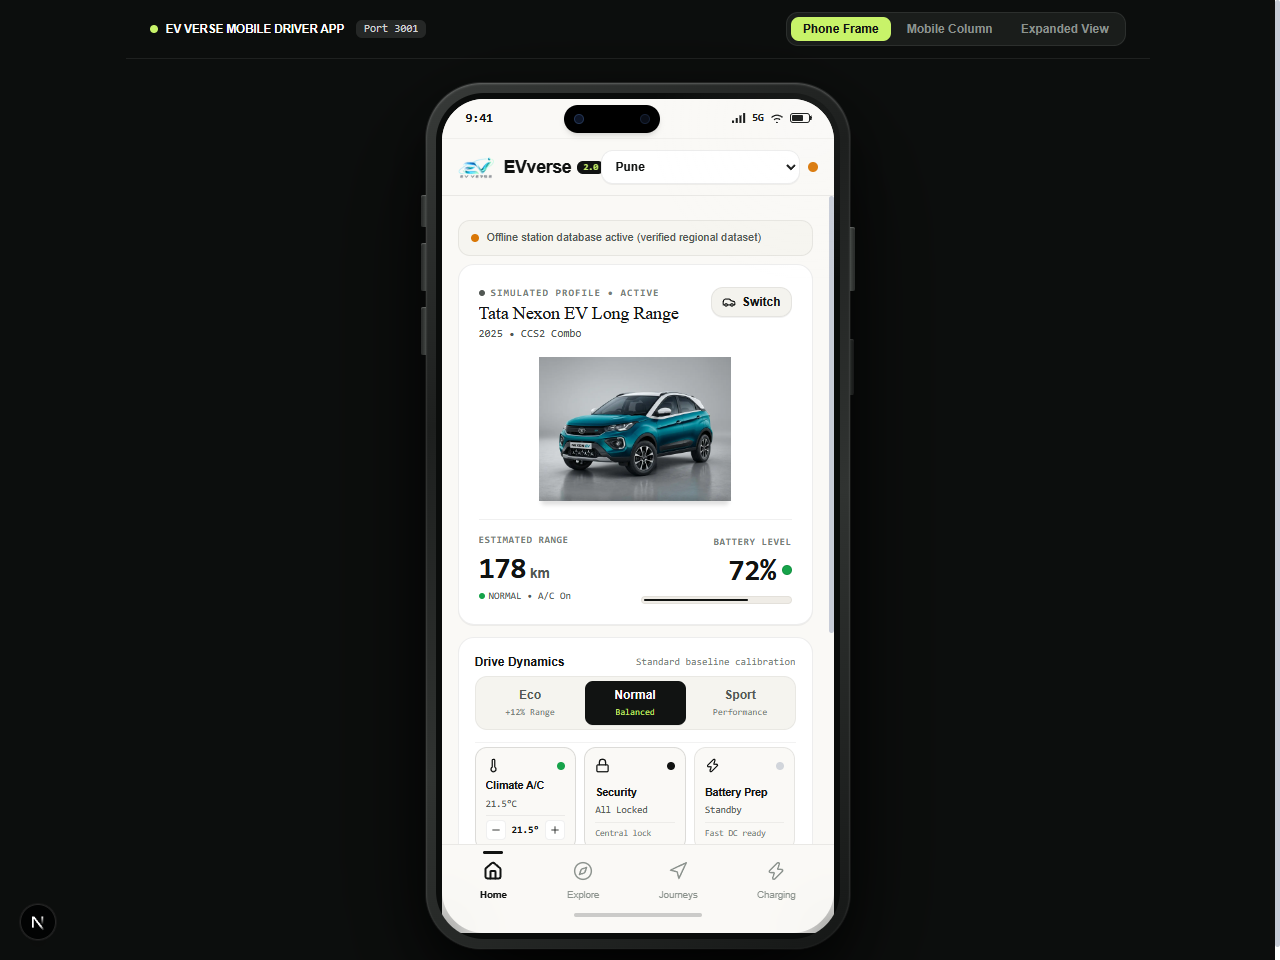 EV VERSE MOBILE DRIVER APP
Port 3001
Phone Frame
Mobile Column
Expanded View
9:41
5G
EV VERSE
EVverse
2.0
Pune
Offline station database active (verified regional dataset)
SIMULATED PROFILE • ACTIVE
Switch
Tata Nexon EV Long Range
2025 • CCS2 Combo
ESTIMATED RANGE
BATTERY LEVEL
178 km
72%
NORMAL • A/C On
Drive Dynamics
Standard baseline calibration
Eco
Normal
Sport
+12% Range
Balanced
Performance
Climate A/C
Security
Battery Prep
21.5°C
All Locked
Standby
− 21.5° +
Central lock
Fast DC ready
Home
Explore
Journeys
Charging
N